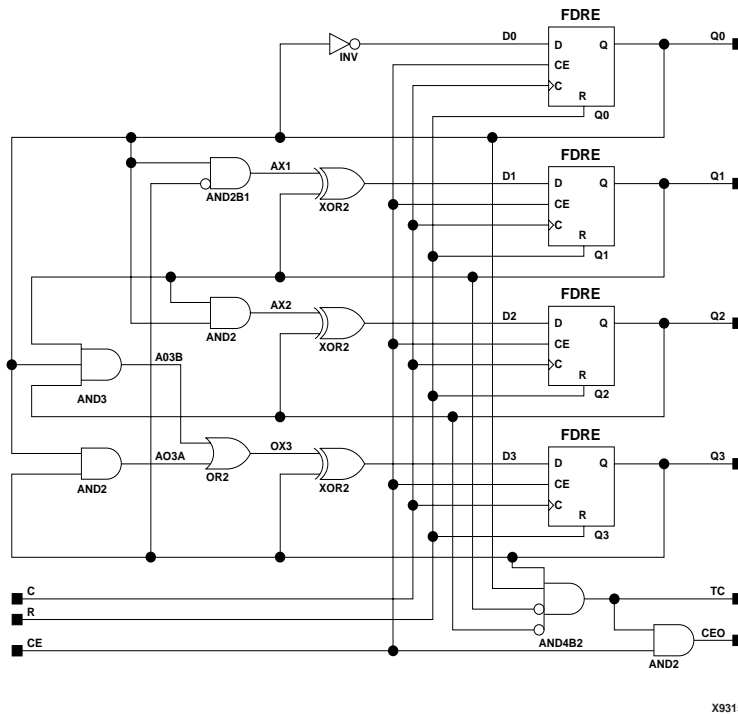 FDRE
D0
D
Q
Q0
INV
CE
C
R
Q0
FDRE
AX1
D1
D
Q
Q1
AND2B1
XOR2
CE
C
R
Q1
FDRE
AX2
D2
D
Q
Q2
AND2
XOR2
CE
C
A03B
R
Q2
AND3
FDRE
AO3A
OX3
D3
D
Q
Q3
AND2
OR2
XOR2
CE
C
R
Q3
C
TC
R
CE
AND4B2
CEO
AND2
X931